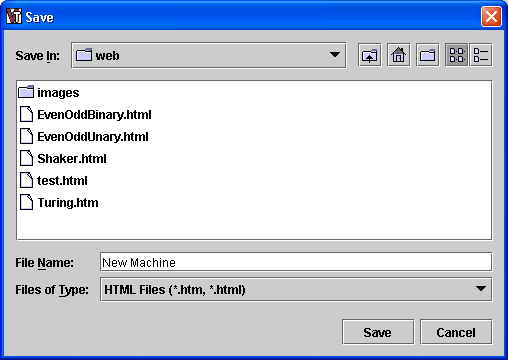 Save
Save In: web
images
EvenOddBinary.html
EvenOddUnary.html
Shaker.html
test.html
Turing.htm
File Name: New Machine
Files of Type: HTML Files (*.htm, *.html)
Save Cancel